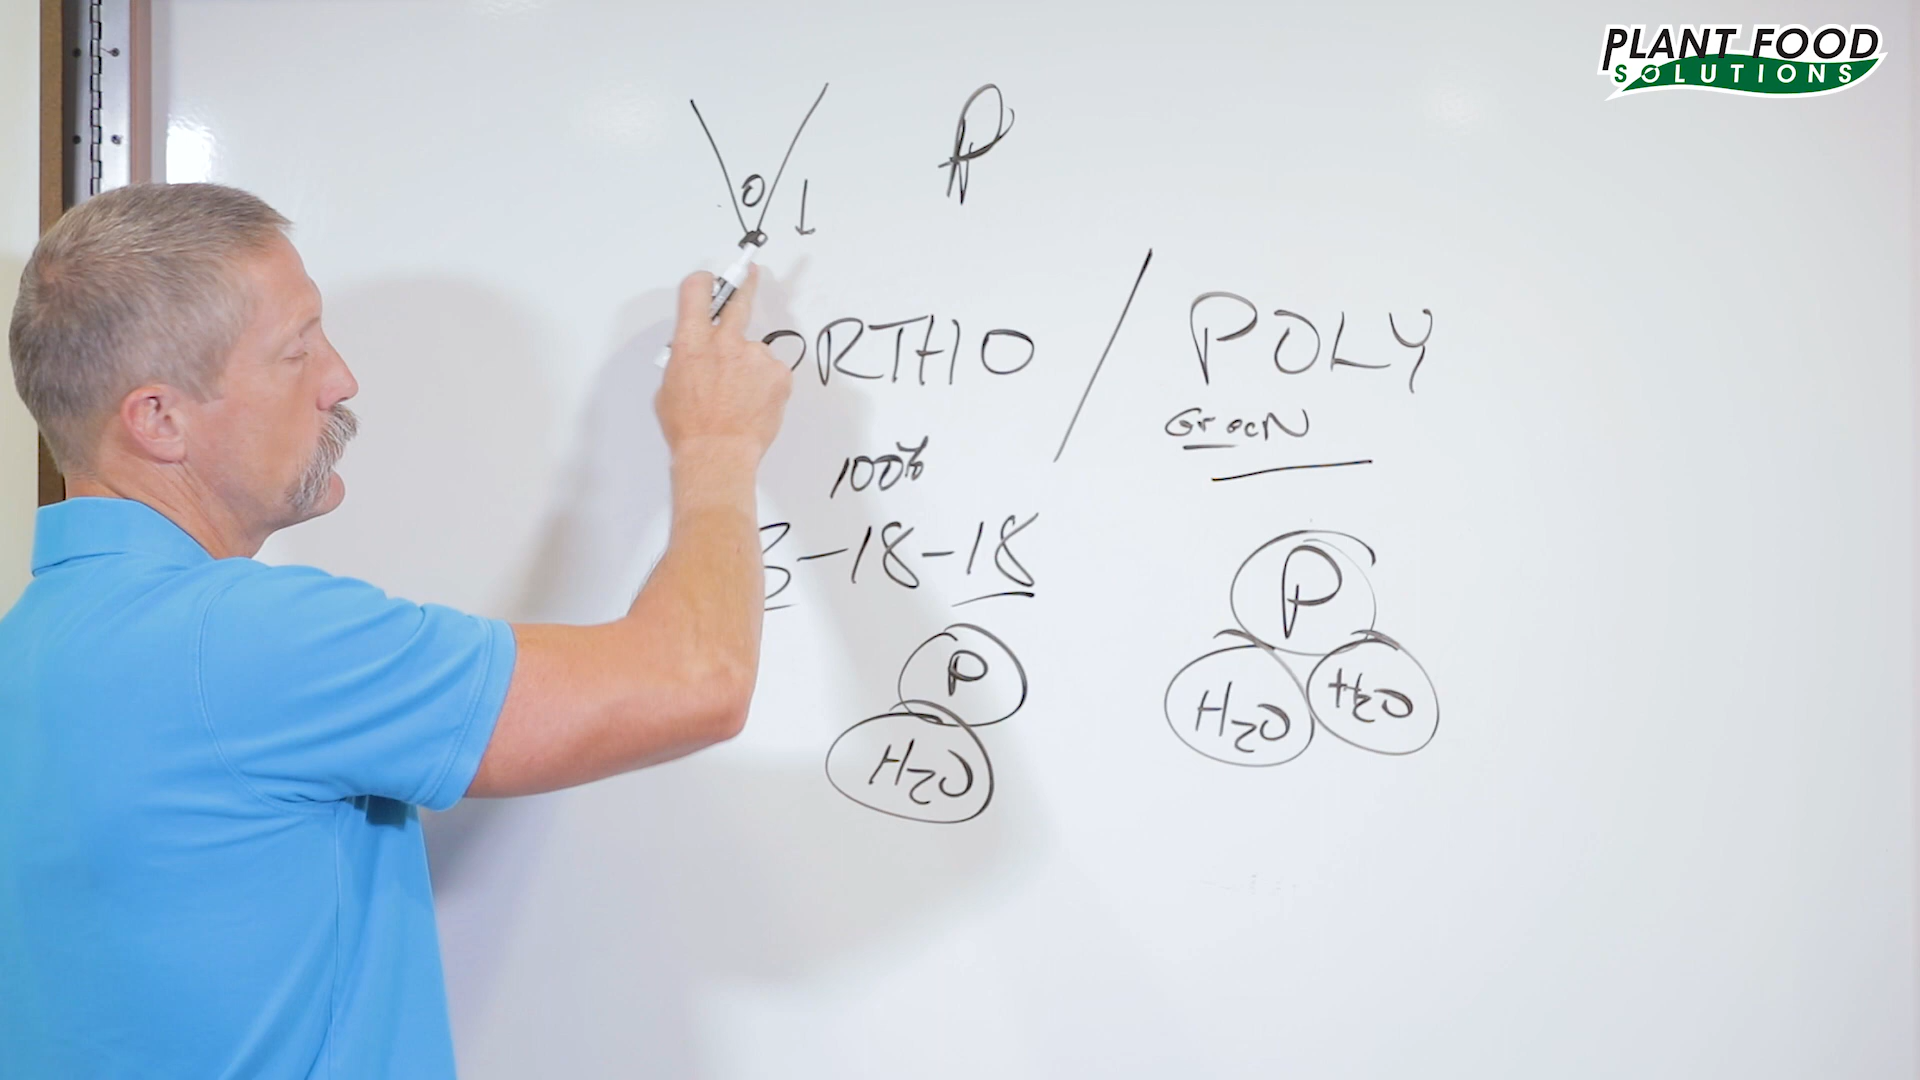 PLANT FOOD
SOLUTIONS
P
O
ORTHO / POLY
Green
100%
3-18-18
P
H2O
P
H2O H2O